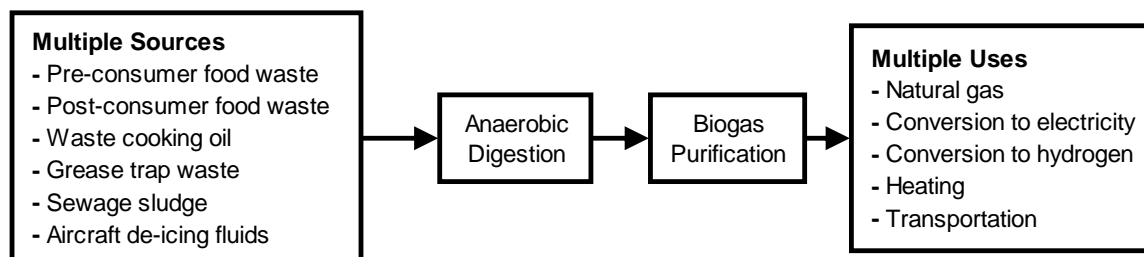 Multiple Sources
- Pre-consumer food waste
- Post-consumer food waste
- Waste cooking oil
- Grease trap waste
- Sewage sludge
- Aircraft de-icing fluids
Anaerobic
Digestion
Biogas
Purification
Multiple Uses
- Natural gas
- Conversion to electricity
- Conversion to hydrogen
- Heating
- Transportation